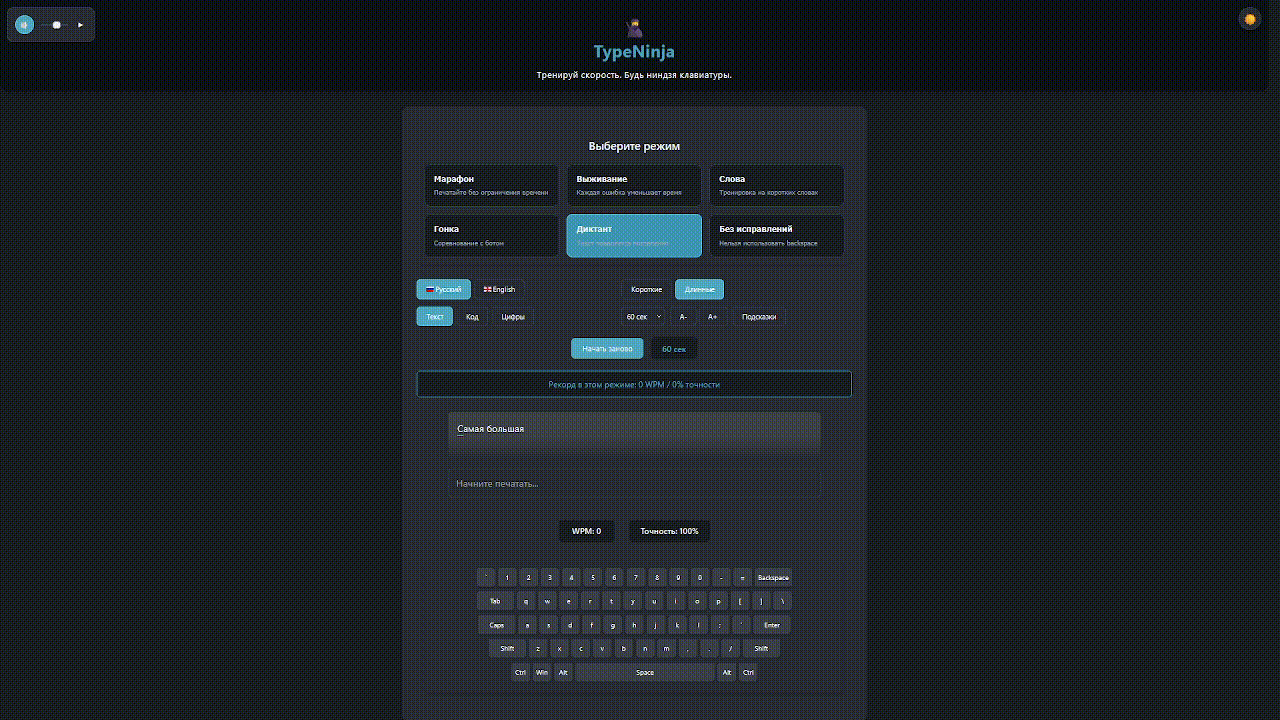 TypeNinja
Тренируй скорость. Будь ниндзя клавиатуры.
Выберите режим
Марафон
Печатайте без ограничения времени
Выживание
Каждая ошибка уменьшает время
Слова
Тренировка на коротких словах
Гонка
Соревнование с ботом
Диктант
Текст появляется постепенно
Без исправлений
Нельзя использовать backspace
Русский English Короткие Длинные
Текст Код Цифры 60 сек A- A+ Подсказки
Начать заново 60 сек
Рекорд в этом режиме: 0 WPM / 0% точности
Самая большая
Начните печатать...
WPM: 0 Точность: 100%
` 1 2 3 4 5 6 7 8 9 0 - = Backspace
Tab q w e r t y u i o p [ ] \
Caps a s d f g h j k l ; ' Enter
Shift z x c v b n m , . / Shift
Ctrl Win Alt Space Alt Ctrl